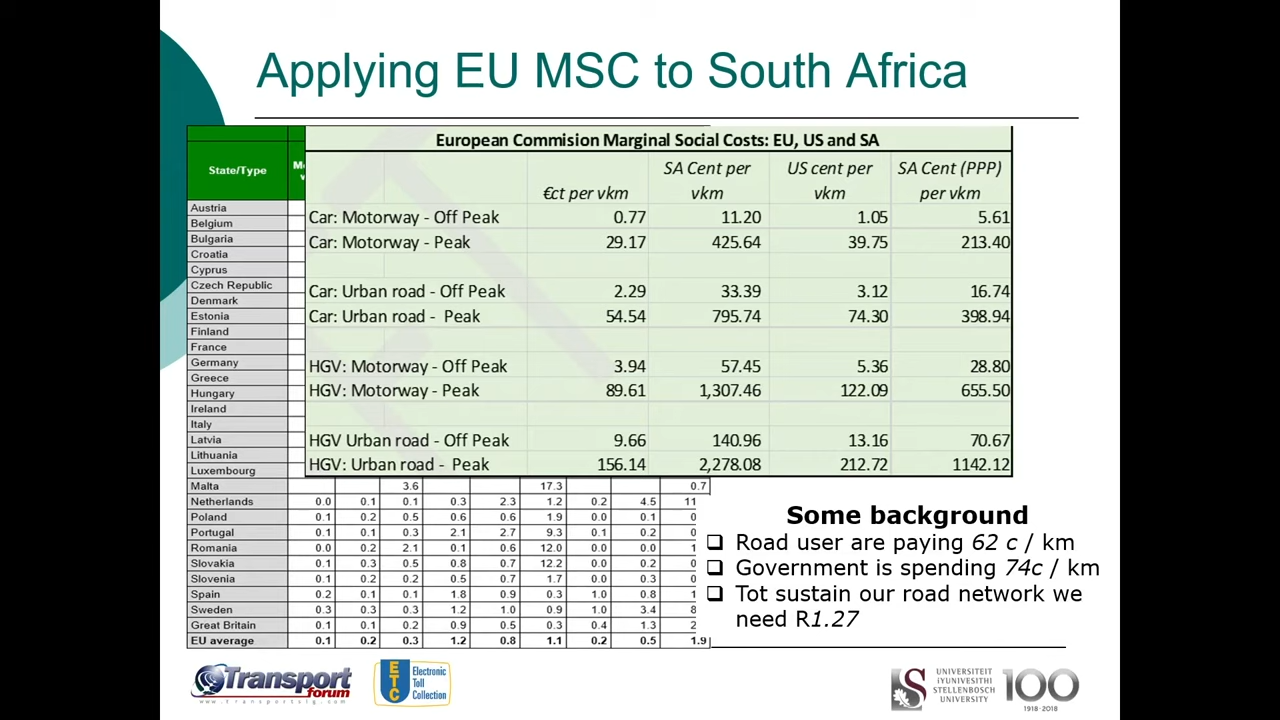 Applying EU MSC to South Africa
European Commision Marginal Social Costs: EU, US and SA
State/Type
€ct per vkm SA Cent per vkm US cent per vkm SA Cent (PPP) per vkm
Car: Motorway - Off Peak 0.77 11.20 1.05 5.61
Car: Motorway - Peak 29.17 425.64 39.75 213.40
Car: Urban road - Off Peak 2.29 33.39 3.12 16.74
Car: Urban road - Peak 54.54 795.74 74.30 398.94
HGV: Motorway - Off Peak 3.94 57.45 5.36 28.80
HGV: Motorway - Peak 89.61 1,307.46 122.09 655.50
HGV Urban road - Off Peak 9.66 140.96 13.16 70.67
HGV: Urban road - Peak 156.14 2,278.08 212.72 1142.12
Austria
Belgium
Bulgaria
Croatia
Cyprus
Czech Republic
Denmark
Estonia
Finland
France
Germany
Greece
Hungary
Ireland
Italy
Latvia
Lithuania
Luxembourg
Malta 3.6 17.3 0.7
Netherlands 0.0 0.1 0.1 0.3 2.3 1.2 0.2 4.5 11
Poland 0.1 0.2 0.5 0.6 0.6 1.9 0.0 0.1 0
Portugal 0.1 0.1 0.3 2.1 2.7 9.3 0.1 0.2 0
Romania 0.0 0.2 2.1 0.1 0.6 12.0 0.0 0.0 1
Slovakia 0.1 0.3 0.5 0.8 0.7 12.2 0.0 0.2 0
Slovenia 0.1 0.2 0.2 0.5 0.7 1.7 0.0 0.3 0
Spain 0.2 0.1 0.1 1.8 0.9 0.3 1.0 0.8 1
Sweden 0.3 0.3 0.3 1.2 1.0 0.9 1.0 3.4 8
Great Britain 0.1 0.1 0.2 0.9 0.5 0.3 0.4 1.3 2
EU average 0.1 0.2 0.3 1.2 0.8 1.1 0.2 0.5 1.9
Some background
Road user are paying 62 c / km
Government is spending 74c / km
Tot sustain our road network we
need R1.27
Transport
forum
www.transportsig.com
ETC
Electronic
Toll
Collection
UNIVERSITEIT
iYUNIVESITHI
STELLENBOSCH
UNIVERSITY
100
1918-2018